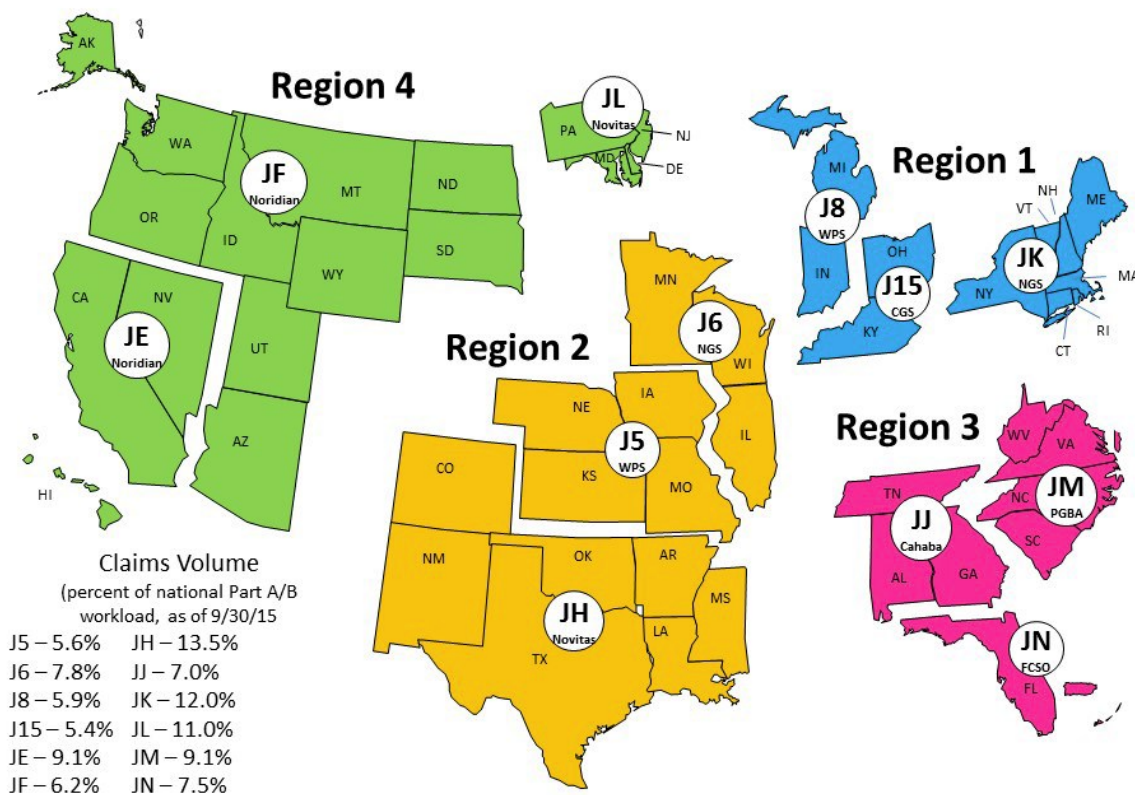 AK
Region 4
JL
Novitas
PA
NJ
MD
DE
WA
JF
Noridian
MT
ND
OR
ID
SD
WY
CA
NV
JE
Noridian
UT
AZ
HI
Region 1
MI
J8
WPS
IN
OH
J15
CGS
KY
NH
VT
ME
JK
NGS
NY
MA
RI
CT
Region 2
MN
J6
NGS
WI
NE
IA
IL
J5
WPS
CO
KS
MO
NM
OK
AR
MS
JH
Novitas
LA
TX
Region 3
WV
VA
TN
NC
JM
PGBA
JJ
Cahaba
SC
AL
GA
JN
FCSO
FL
Claims Volume
(percent of national Part A/B
workload, as of 9/30/15
J5 – 5.6% JH – 13.5%
J6 – 7.8% JJ – 7.0%
J8 – 5.9% JK – 12.0%
J15 – 5.4% JL – 11.0%
JE – 9.1% JM – 9.1%
JF – 6.2% JN – 7.5%